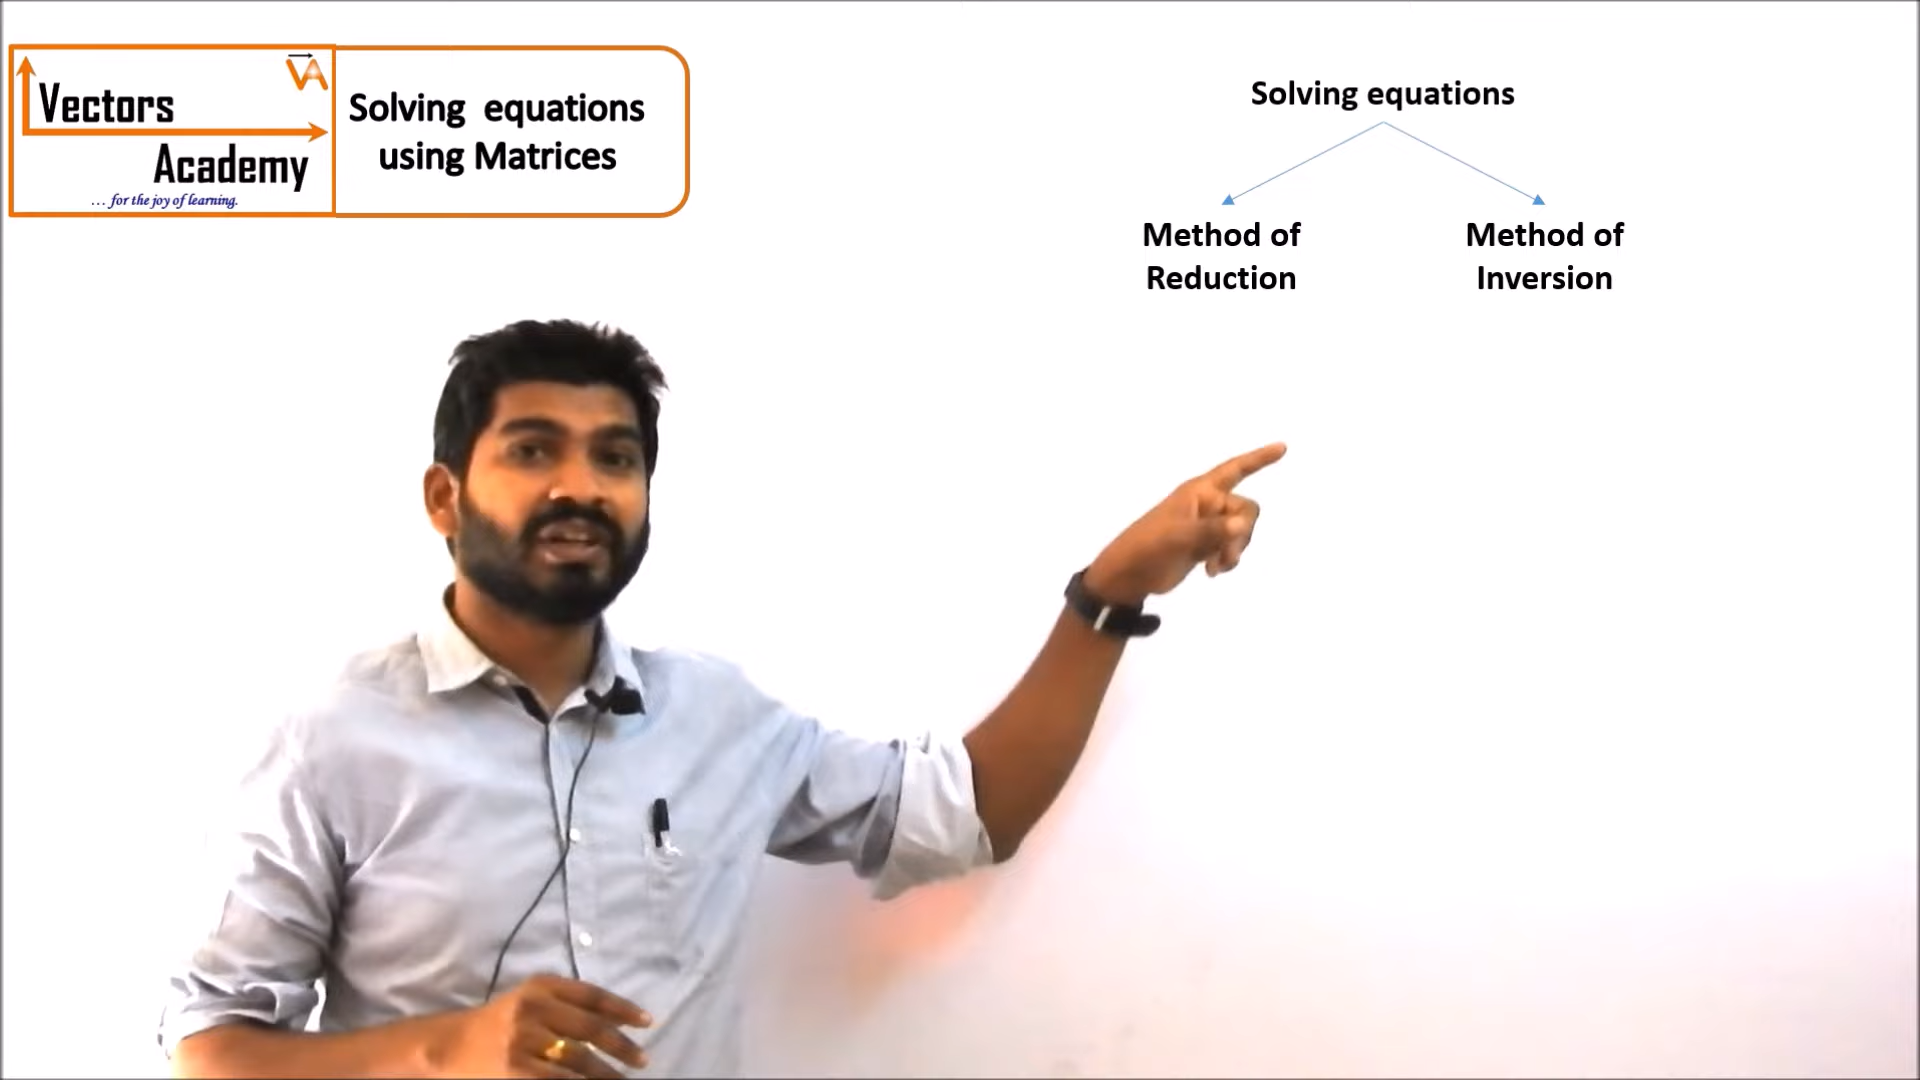 Vectors
Academy
... for the joy of learning.
VA
Solving equations
using Matrices
Solving equations
Method of
Reduction
Method of
Inversion